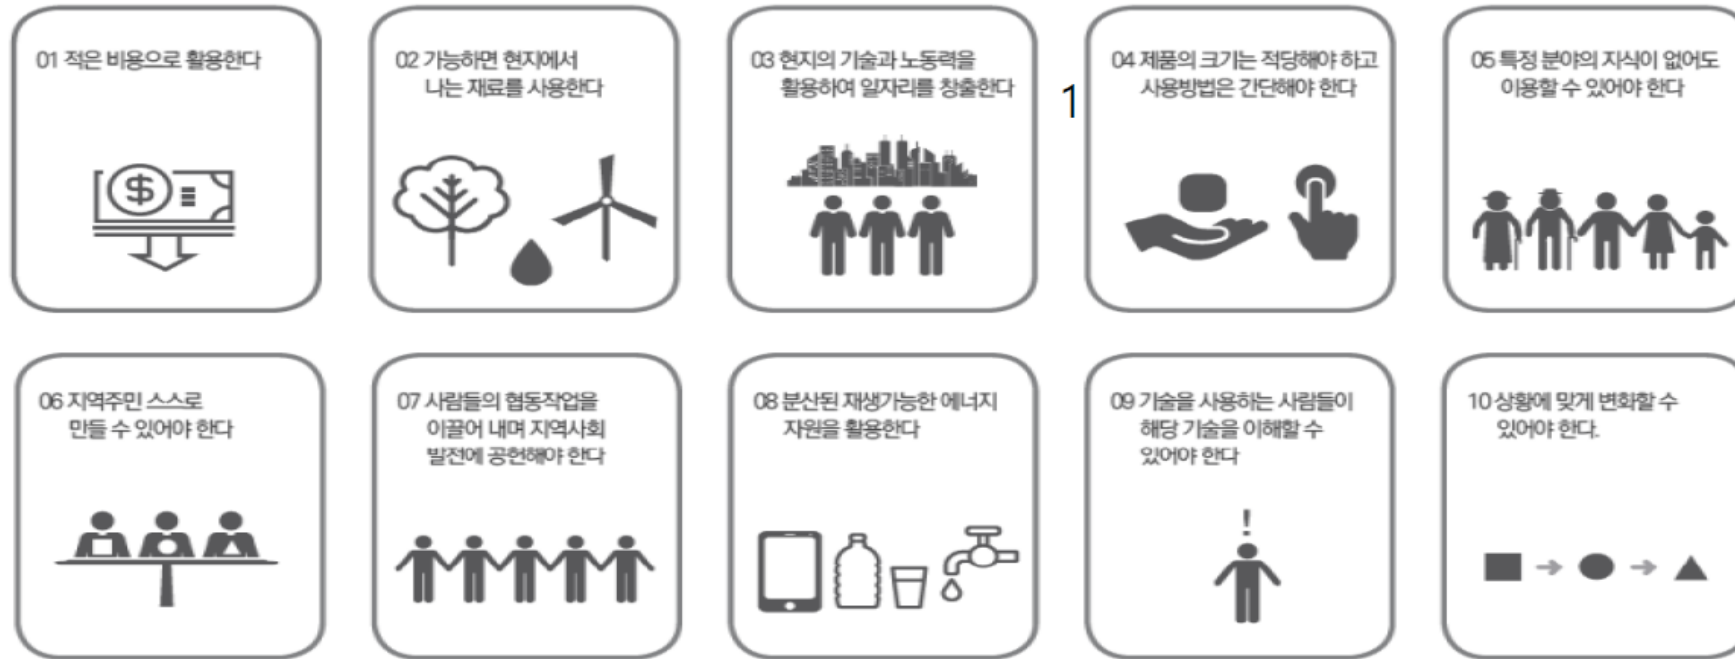 01 적은 비용으로 활용한다
02 가능하면 현지에서
나는 재료를 사용한다
03 현지의 기술과 노동력을
활용하여 일자리를 창출한다
1
04 제품의 크기는 적당해야 하고
사용방법은 간단해야 한다
05 특정 분야의 지식이 없어도
이용할 수 있어야 한다
06 지역주민 스스로
만들 수 있어야 한다
07 사람들의 협동작업을
이끌어 내며 지역사회
발전에 공헌해야 한다
08 분산된 재생가능한 에너지
자원을 활용한다
09 기술을 사용하는 사람들이
해당 기술을 이해할 수
있어야 한다
10 상황에 맞게 변화할 수
있어야 한다.
$
!